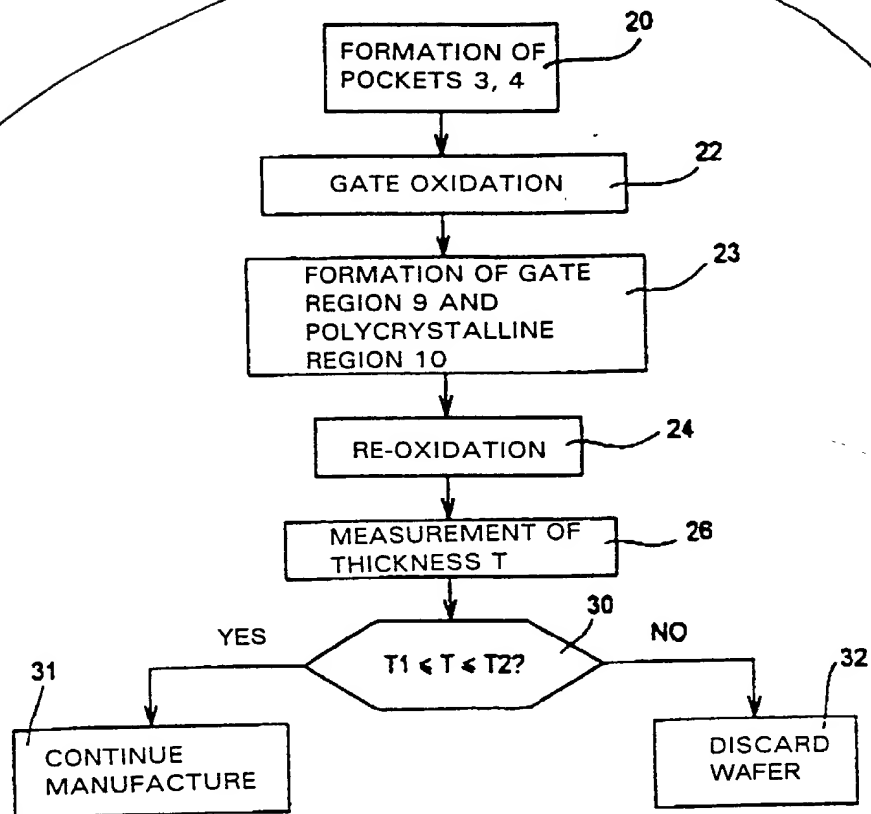 20
FORMATION OF
POCKETS 3, 4
22
GATE OXIDATION
23
FORMATION OF GATE
REGION 9 AND
POLYCRYSTALLINE
REGION 10
24
RE-OXIDATION
26
MEASUREMENT OF
THICKNESS T
30
YES
NO
T1 ⩽ T ⩽ T2?
31
32
CONTINUE
MANUFACTURE
DISCARD
WAFER